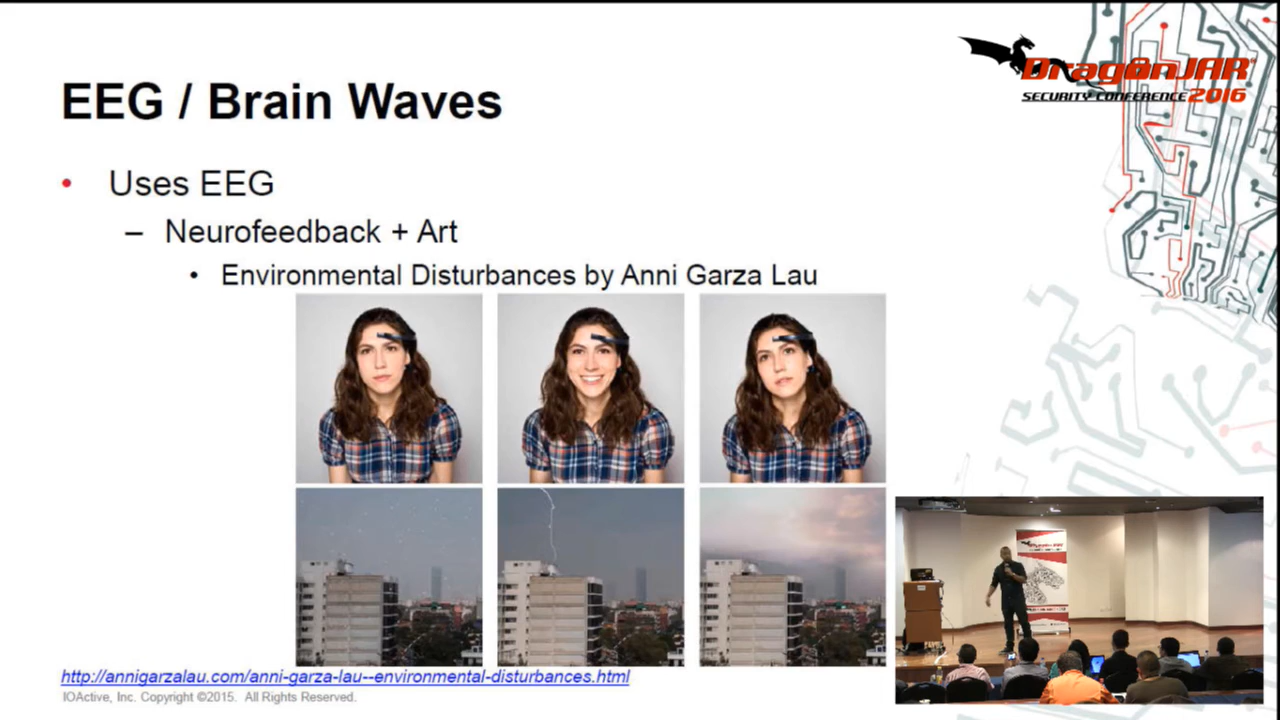 DragonJAR
SECURITY CONFERENCE 2016
EEG / Brain Waves
• Uses EEG
– Neurofeedback + Art
• Environmental Disturbances by Anni Garza Lau
http://annigarzalau.com/anni-garza-lau--environmental-disturbances.html
IOActive, Inc. Copyright ©2015. All Rights Reserved.
DragonJAR